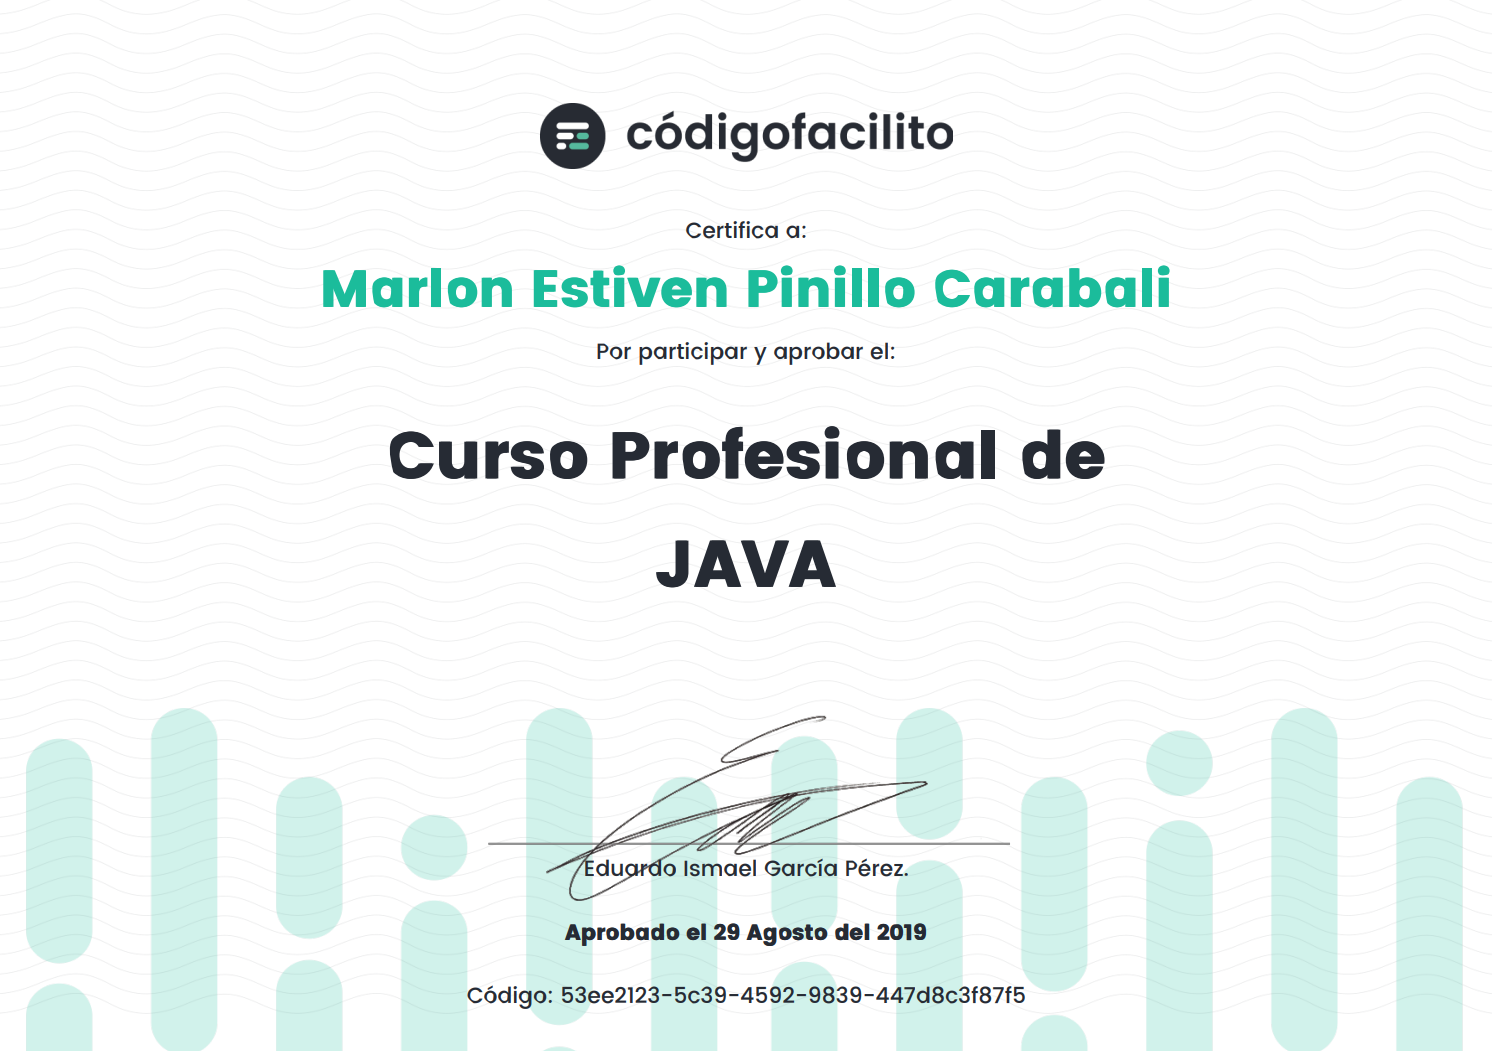 códigofacilito
Certifica a:
Marlon Estiven Pinillo Carabali
Por participar y aprobar el:
Curso Profesional de
JAVA
Eduardo Ismael García Pérez.
Aprobado el 29 Agosto del 2019
Código: 53ee2123-5c39-4592-9839-447d8c3f87f5